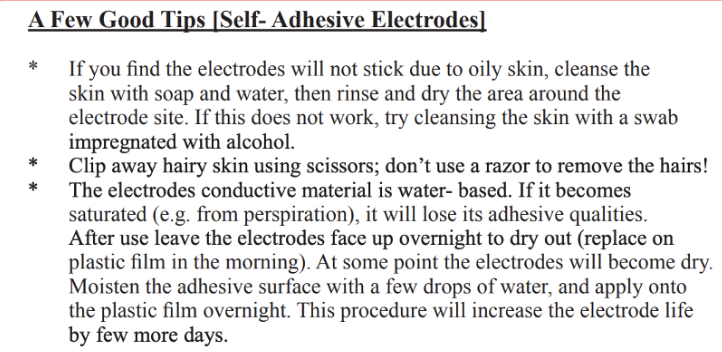 A Few Good Tips [Self- Adhesive Electrodes]
* If you find the electrodes will not stick due to oily skin, cleanse the
skin with soap and water, then rinse and dry the area around the
electrode site. If this does not work, try cleansing the skin with a swab
impregnated with alcohol.
* Clip away hairy skin using scissors; don’t use a razor to remove the hairs!
* The electrodes conductive material is water- based. If it becomes
saturated (e.g. from perspiration), it will lose its adhesive qualities.
After use leave the electrodes face up overnight to dry out (replace on
plastic film in the morning). At some point the electrodes will become dry.
Moisten the adhesive surface with a few drops of water, and apply onto
the plastic film overnight. This procedure will increase the electrode life
by few more days.